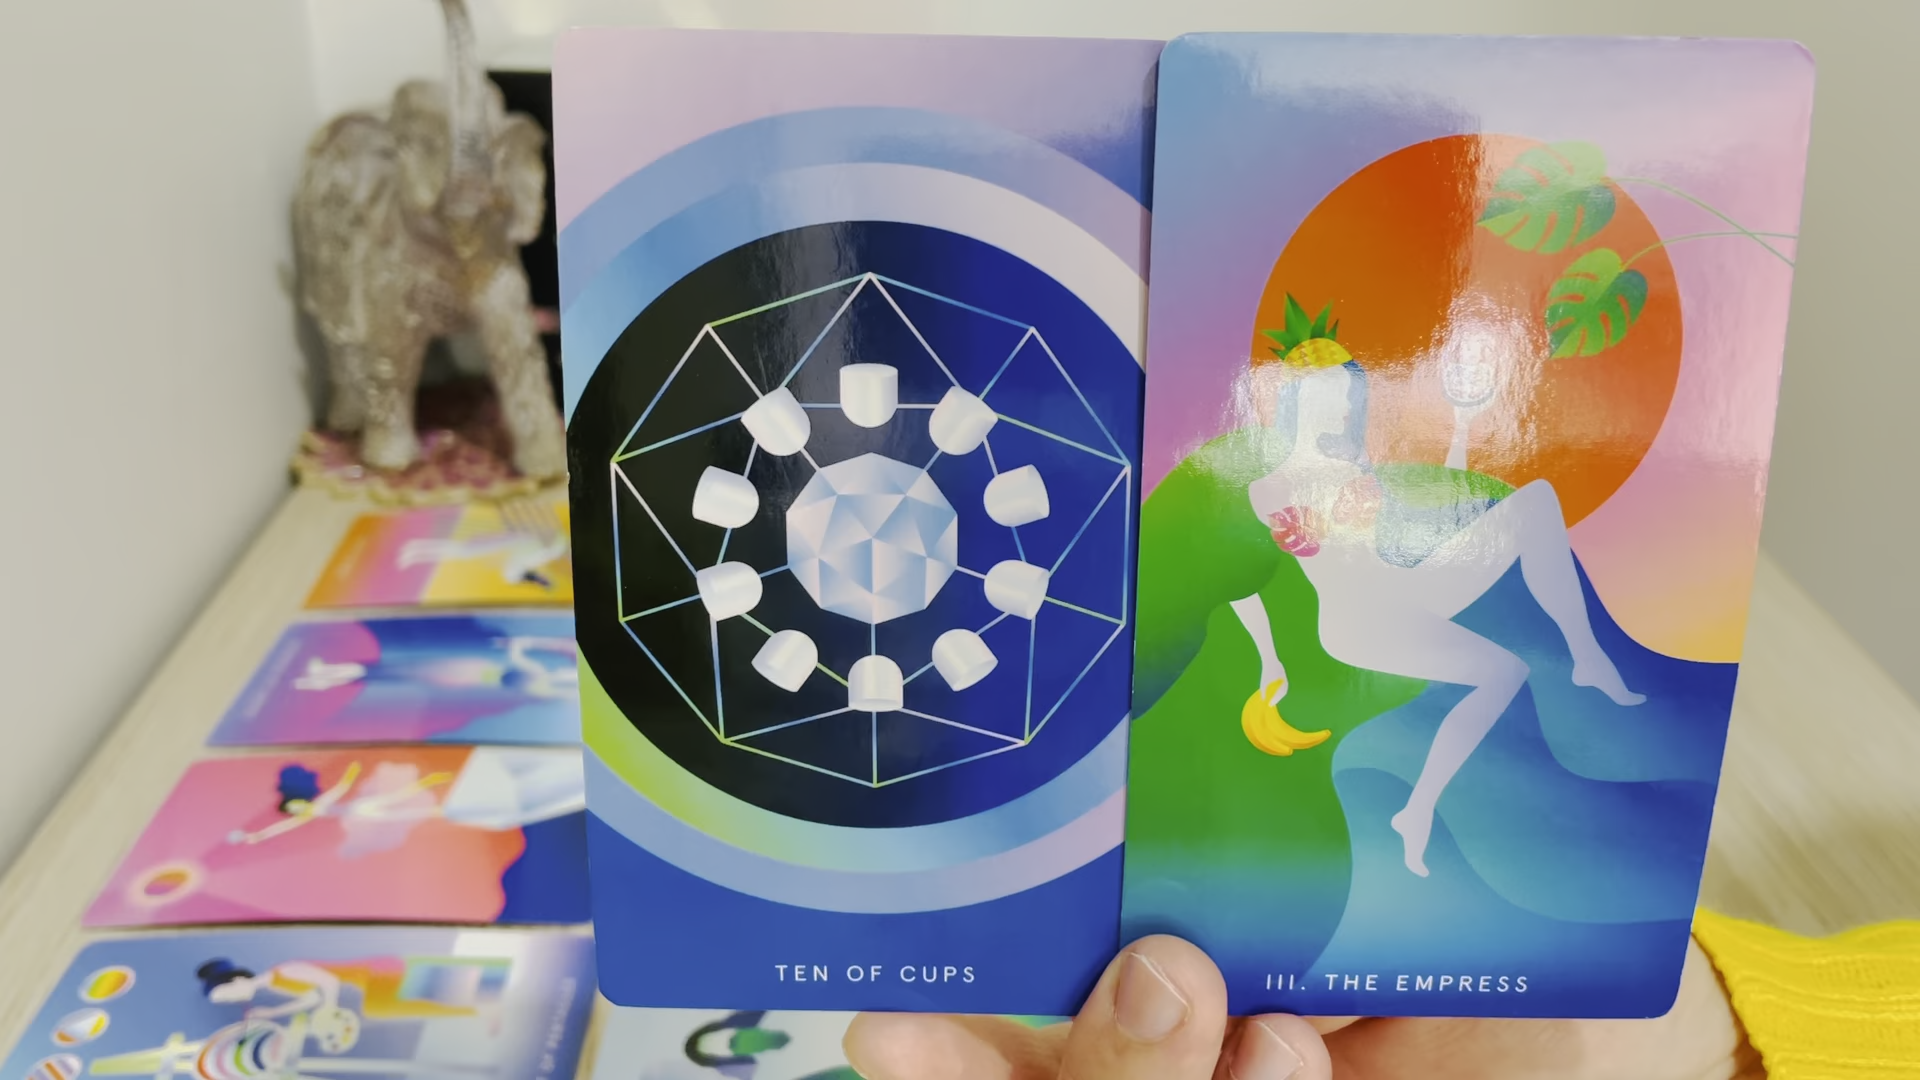 TEN OF CUPS
III. THE EMPRESS